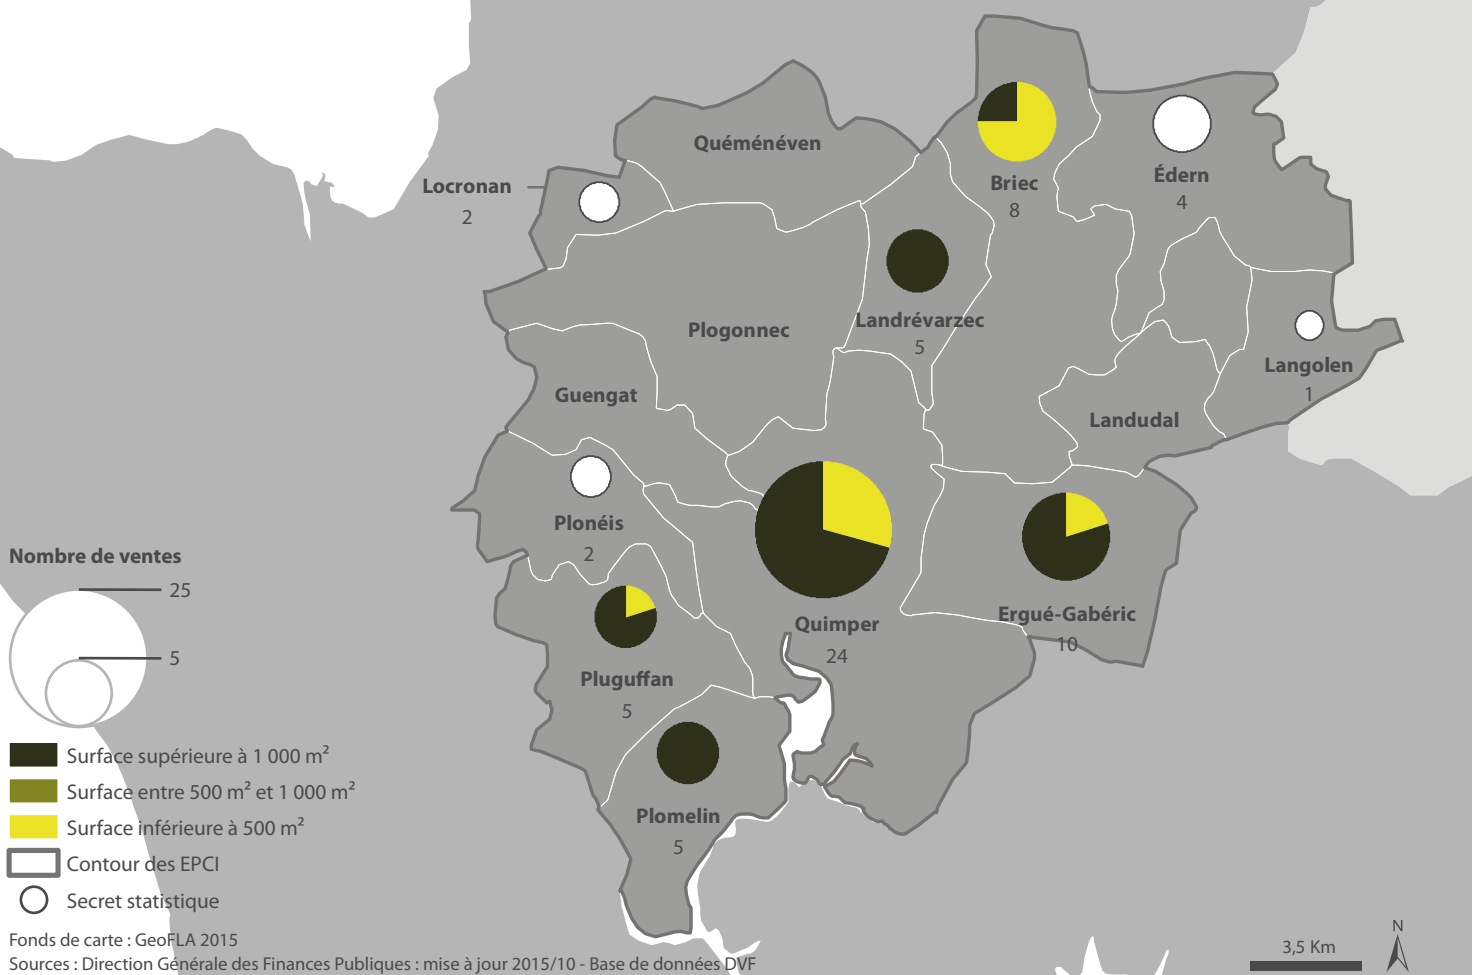 Quéménéven
Locronan
2
Briec
8
Édern
4
Landrévarzec
5
Plogonnec
Langolen
1
Guengat
Landudal
Plonéis
2
Quimper
24
Ergué-Gabéric
10
Pluguffan
5
Plomelin
5
Nombre de ventes
25
5
Surface supérieure à 1 000 m²
Surface entre 500 m² et 1 000 m²
Surface inférieure à 500 m²
Contour des EPCI
Secret statistique
Fonds de carte : GeoFLA 2015
Sources : Direction Générale des Finances Publiques : mise à jour 2015/10 - Base de données DVF
3,5 Km
N